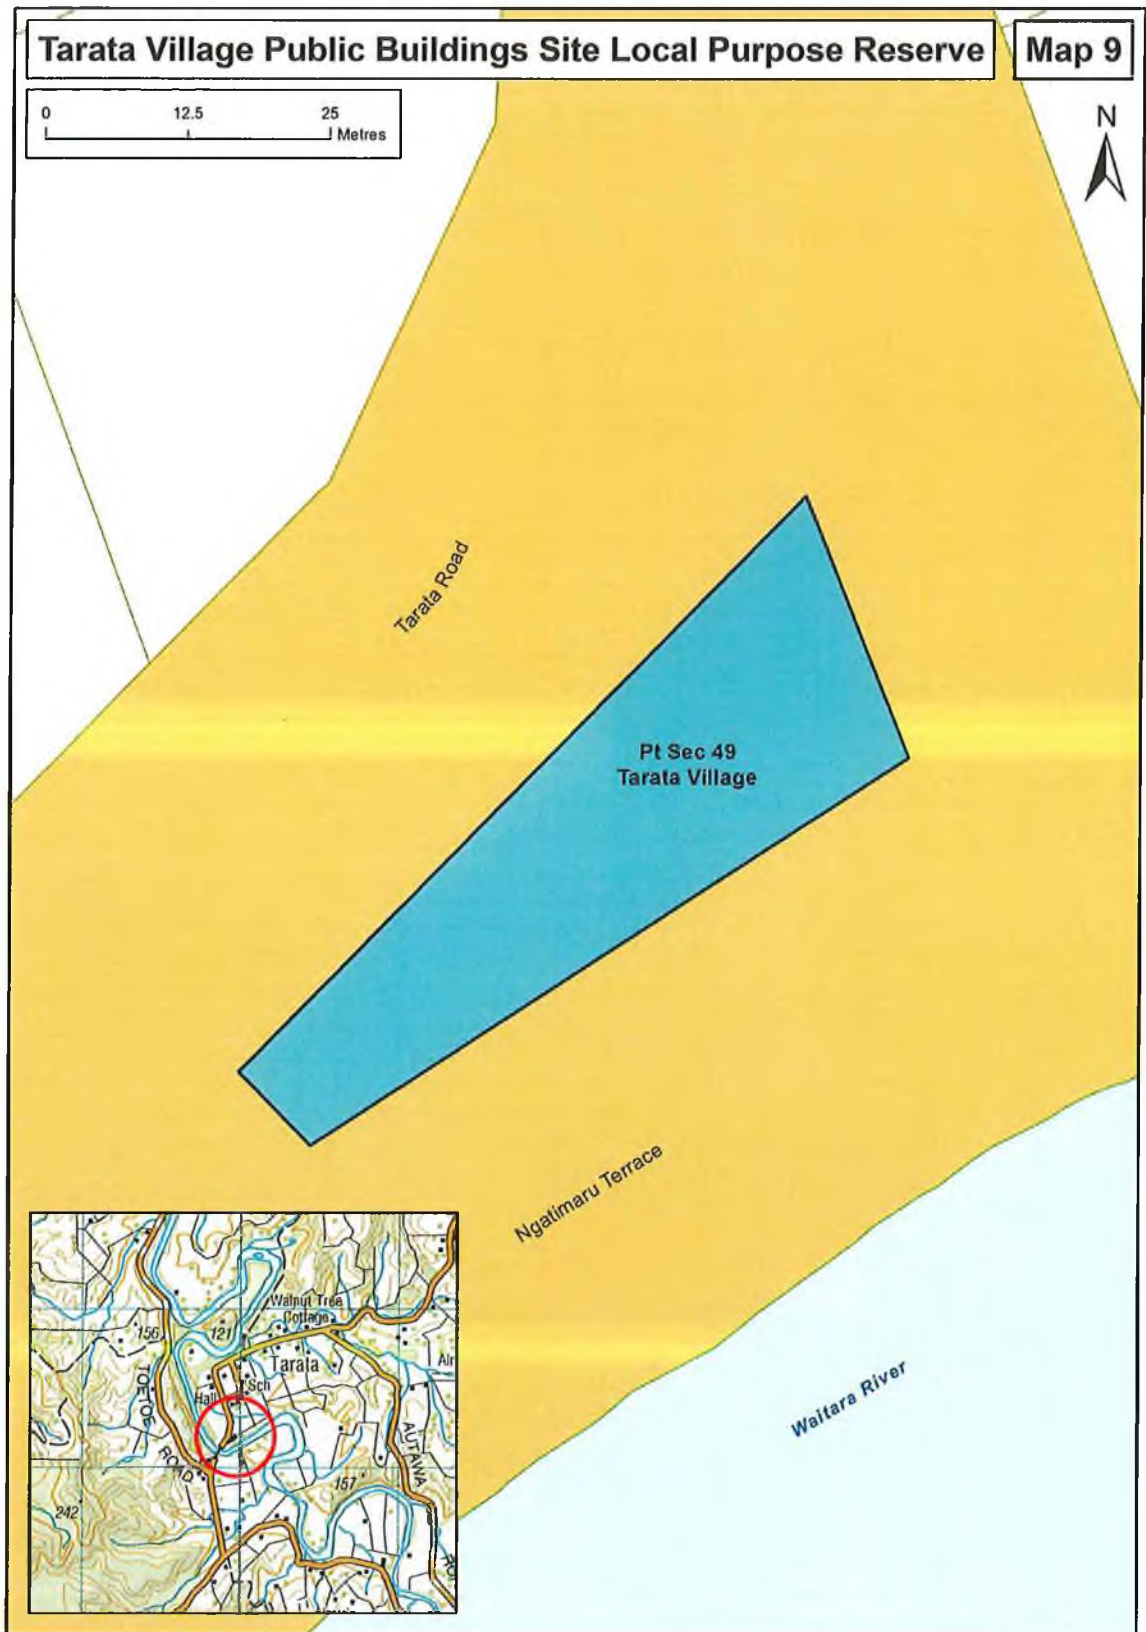 Tarata Village Public Buildings Site Local Purpose Reserve
Map 9
0 12.5 25
Metres
N
Tarata Road
Pt Sec 49
Tarata Village
Ngatimaru Terrace
Waitara River
Walnut Tree
Cottage
156
121
Tarata
Sch
Hall
TOETOE
ROAD
AUTAWA
157
242